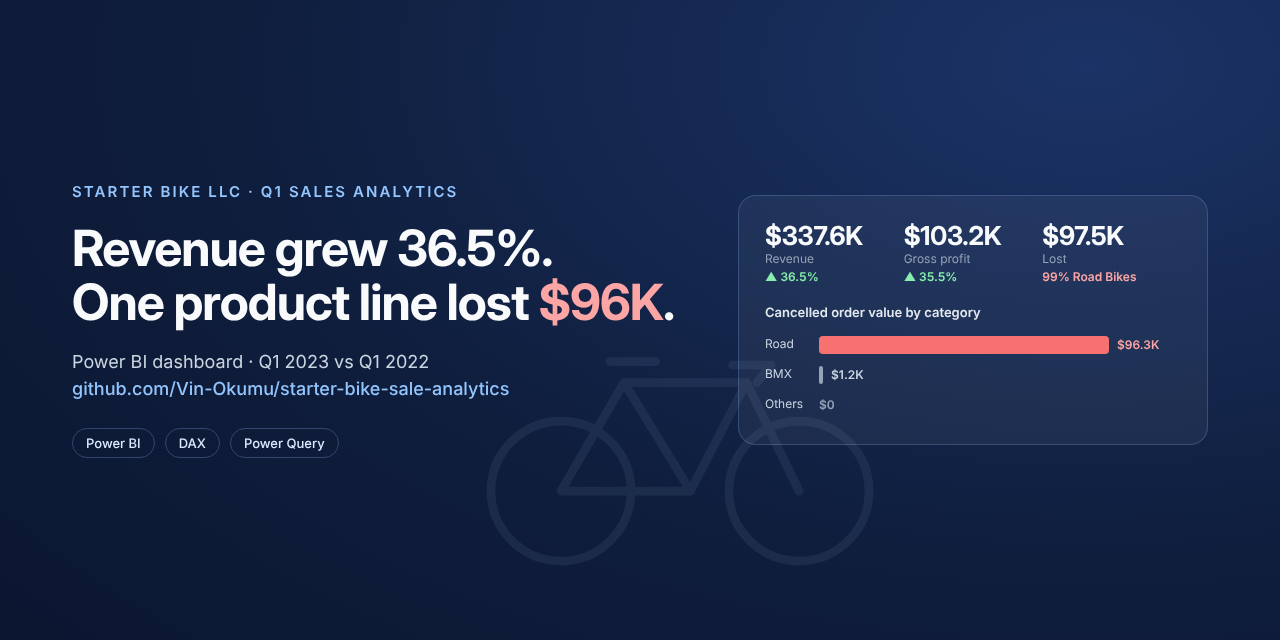 STARTER BIKE LLC · Q1 SALES ANALYTICS
Revenue grew 36.5%.
One product line lost $96K.
Power BI dashboard · Q1 2023 vs Q1 2022
github.com/Vin-Okumu/starter-bike-sale-analytics
Power BI DAX Power Query
$337.6K $103.2K $97.5K
Revenue Gross profit Lost
▲ 36.5% ▲ 35.5% 99% Road Bikes
Cancelled order value by category
Road $96.3K
BMX $1.2K
Others $0